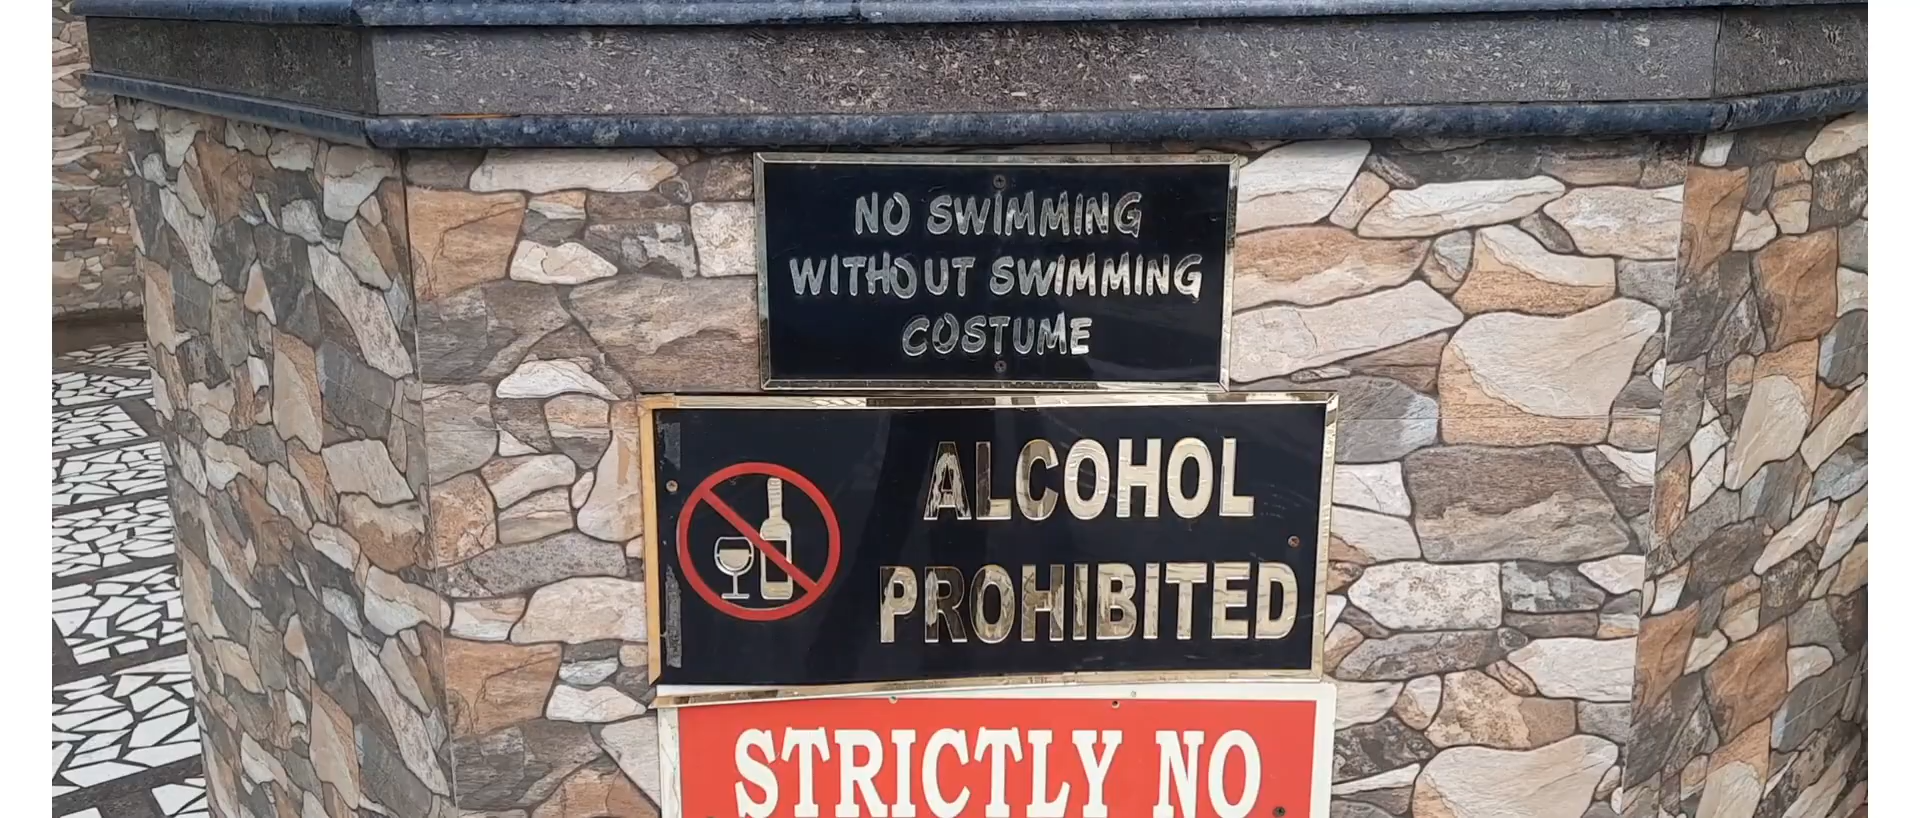 NO SWIMMING
WITHOUT SWIMMING
COSTUME
ALCOHOL
PROHIBITED
STRICTLY NO